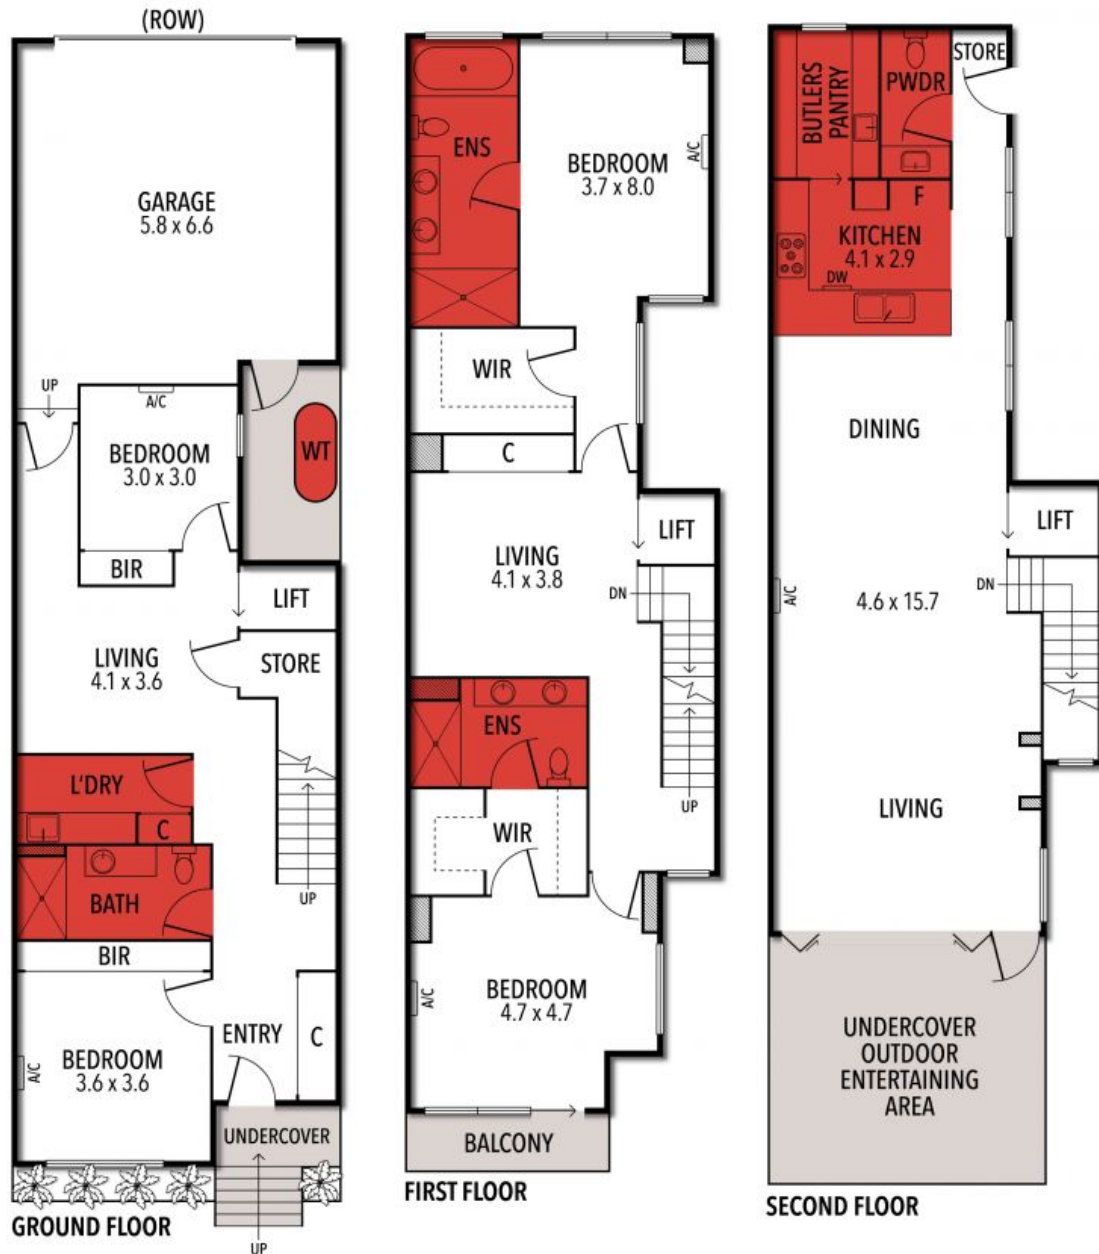 (ROW)
GARAGE
5.8 x 6.6
UP
A/C
BEDROOM
3.0 x 3.0
WT
BIR
LIFT
STORE
LIVING
4.1 x 3.6
L'DRY
C
BATH
UP
BIR
BEDROOM
3.6 x 3.6
A/C
ENTRY
C
UNDERCOVER
UP
GROUND FLOOR
ENS
BEDROOM
3.7 x 8.0
A/C
WIR
C
LIVING
4.1 x 3.8
LIFT
DN
ENS
UP
WIR
BEDROOM
4.7 x 4.7
A/C
BALCONY
FIRST FLOOR
BUTLERS
PANTRY
PWDR
STORE
F
KITCHEN
4.1 x 2.9
DW
DINING
LIFT
A/C
4.6 x 15.7
DN
LIVING
UNDERCOVER
OUTDOOR
ENTERTAINING
AREA
SECOND FLOOR